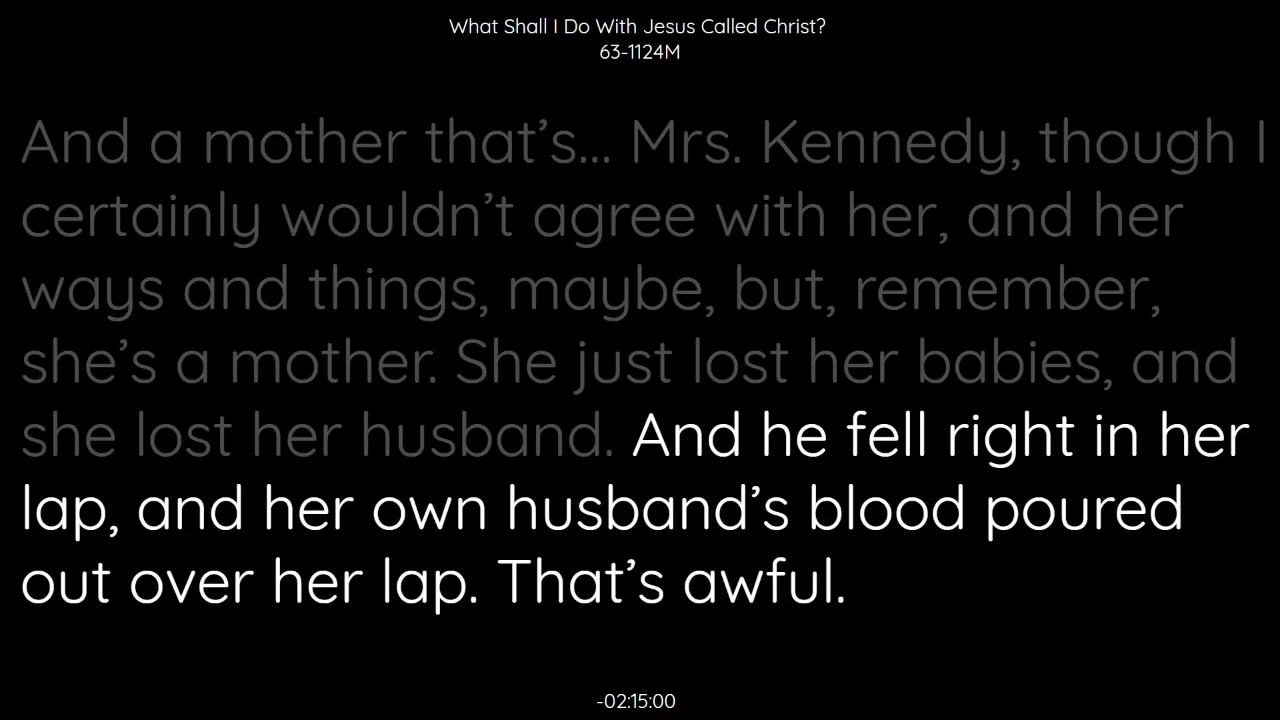 What Shall I Do With Jesus Called Christ?
63-1124M
And a mother that’s... Mrs. Kennedy, though I
certainly wouldn’t agree with her, and her
ways and things, maybe, but, remember,
she’s a mother. She just lost her babies, and
she lost her husband. And he fell right in her
lap, and her own husband’s blood poured
out over her lap. That’s awful.
-02:15:00